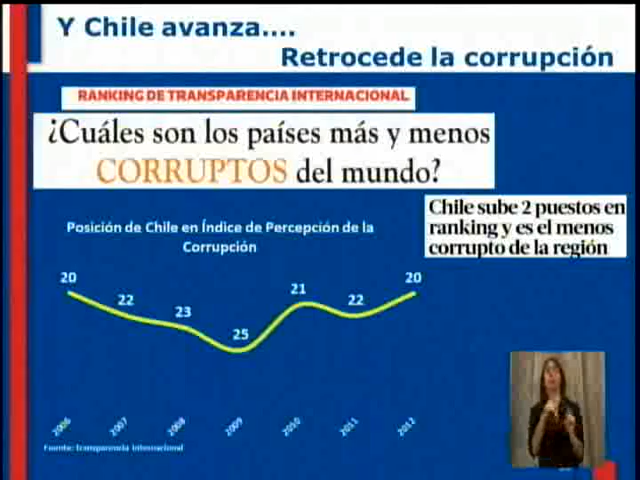 Y Chile avanza....
Retrocede la corrupción
RANKING DE TRANSPARENCIA INTERNACIONAL
¿Cuáles son los países más y menos
CORRUPTOS del mundo?
Chile sube 2 puestos en
ranking y es el menos
corrupto de la región
Posición de Chile en Índice de Percepción de la
Corrupción
20
22
23
25
21
22
20
2006
2007
2008
2009
2010
2011
2012
Fuente: Transparencia Internacional